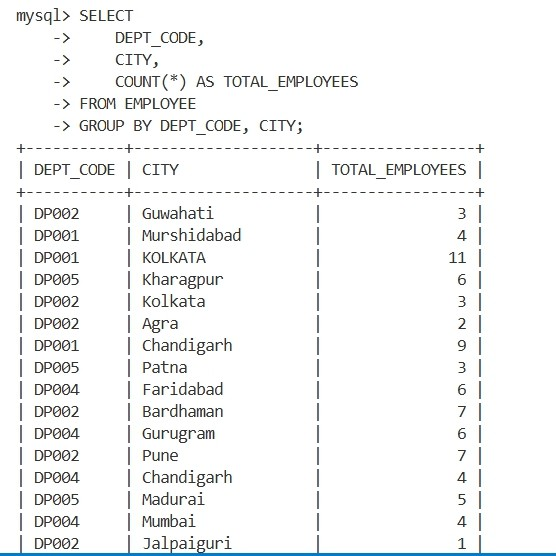 mysql> SELECT
    ->     DEPT_CODE,
    ->     CITY,
    ->     COUNT(*) AS TOTAL_EMPLOYEES
    -> FROM EMPLOYEE
    -> GROUP BY DEPT_CODE, CITY;
+-----------+--------------------+-----------------+
| DEPT_CODE | CITY               | TOTAL_EMPLOYEES |
+-----------+--------------------+-----------------+
| DP002     | Guwahati           |               3 |
| DP001     | Murshidabad        |               4 |
| DP001     | KOLKATA            |              11 |
| DP005     | Kharagpur          |               6 |
| DP002     | Kolkata            |               3 |
| DP002     | Agra               |               2 |
| DP001     | Chandigarh         |               9 |
| DP005     | Patna              |               3 |
| DP004     | Faridabad          |               6 |
| DP002     | Bardhaman          |               7 |
| DP004     | Gurugram           |               6 |
| DP002     | Pune               |               7 |
| DP004     | Chandigarh         |               4 |
| DP005     | Madurai            |               5 |
| DP004     | Mumbai             |               4 |
| DP002     | Jalpaiguri         |               1 |